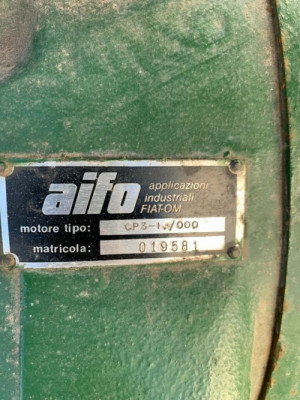 aifo
applicazioni
industriali
FIAT-OM
motore tipo:
matricola: 019581